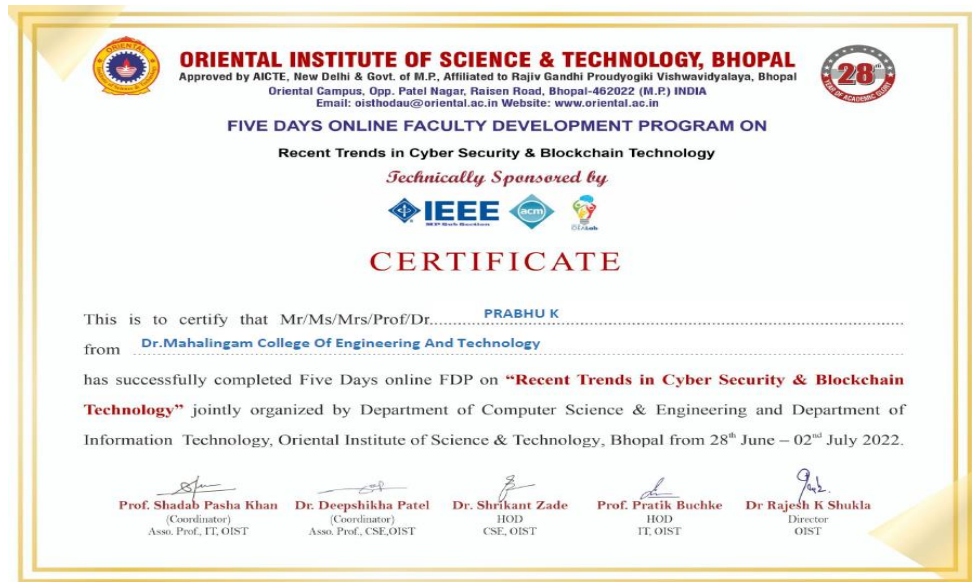 ORIENTAL INSTITUTE OF SCIENCE & TECHNOLOGY, BHOPAL
Approved by AICTE, New Delhi & Govt. of M.P., Affiliated to Rajiv Gandhi Proudyogiki Vishwavidyalaya, Bhopal
Oriental Campus, Opp. Patel Nagar, Raisen Road, Bhopal-462022 (M.P.) INDIA
Email: oisthodau@oriental.ac.in Website: www.oriental.ac.in
ORIENTAL
28th
YEAR OF ACADEMIC GLORY
FIVE DAYS ONLINE FACULTY DEVELOPMENT PROGRAM ON
Recent Trends in Cyber Security & Blockchain Technology
Technically Sponsored by
IEEE
MP Sub Section
acm
CERTIFICATE
This is to certify that Mr/Ms/Mrs/Prof/Dr. PRABHU K
from Dr.Mahalingam College Of Engineering And Technology
has successfully completed Five Days online FDP on “Recent Trends in Cyber Security & Blockchain
Technology” jointly organized by Department of Computer Science & Engineering and Department of
Information Technology, Oriental Institute of Science & Technology, Bhopal from 28th June – 02nd July 2022.
Prof. Shadab Pasha Khan Dr. Deepshikha Patel Dr. Shrikant Zade Prof. Pratik Buchke Dr Rajesh K Shukla
(Coordinator) (Coordinator) HOD HOD Director
Asso. Prof., IT, OIST Asso. Prof., CSE,OIST CSE, OIST IT, OIST OIST